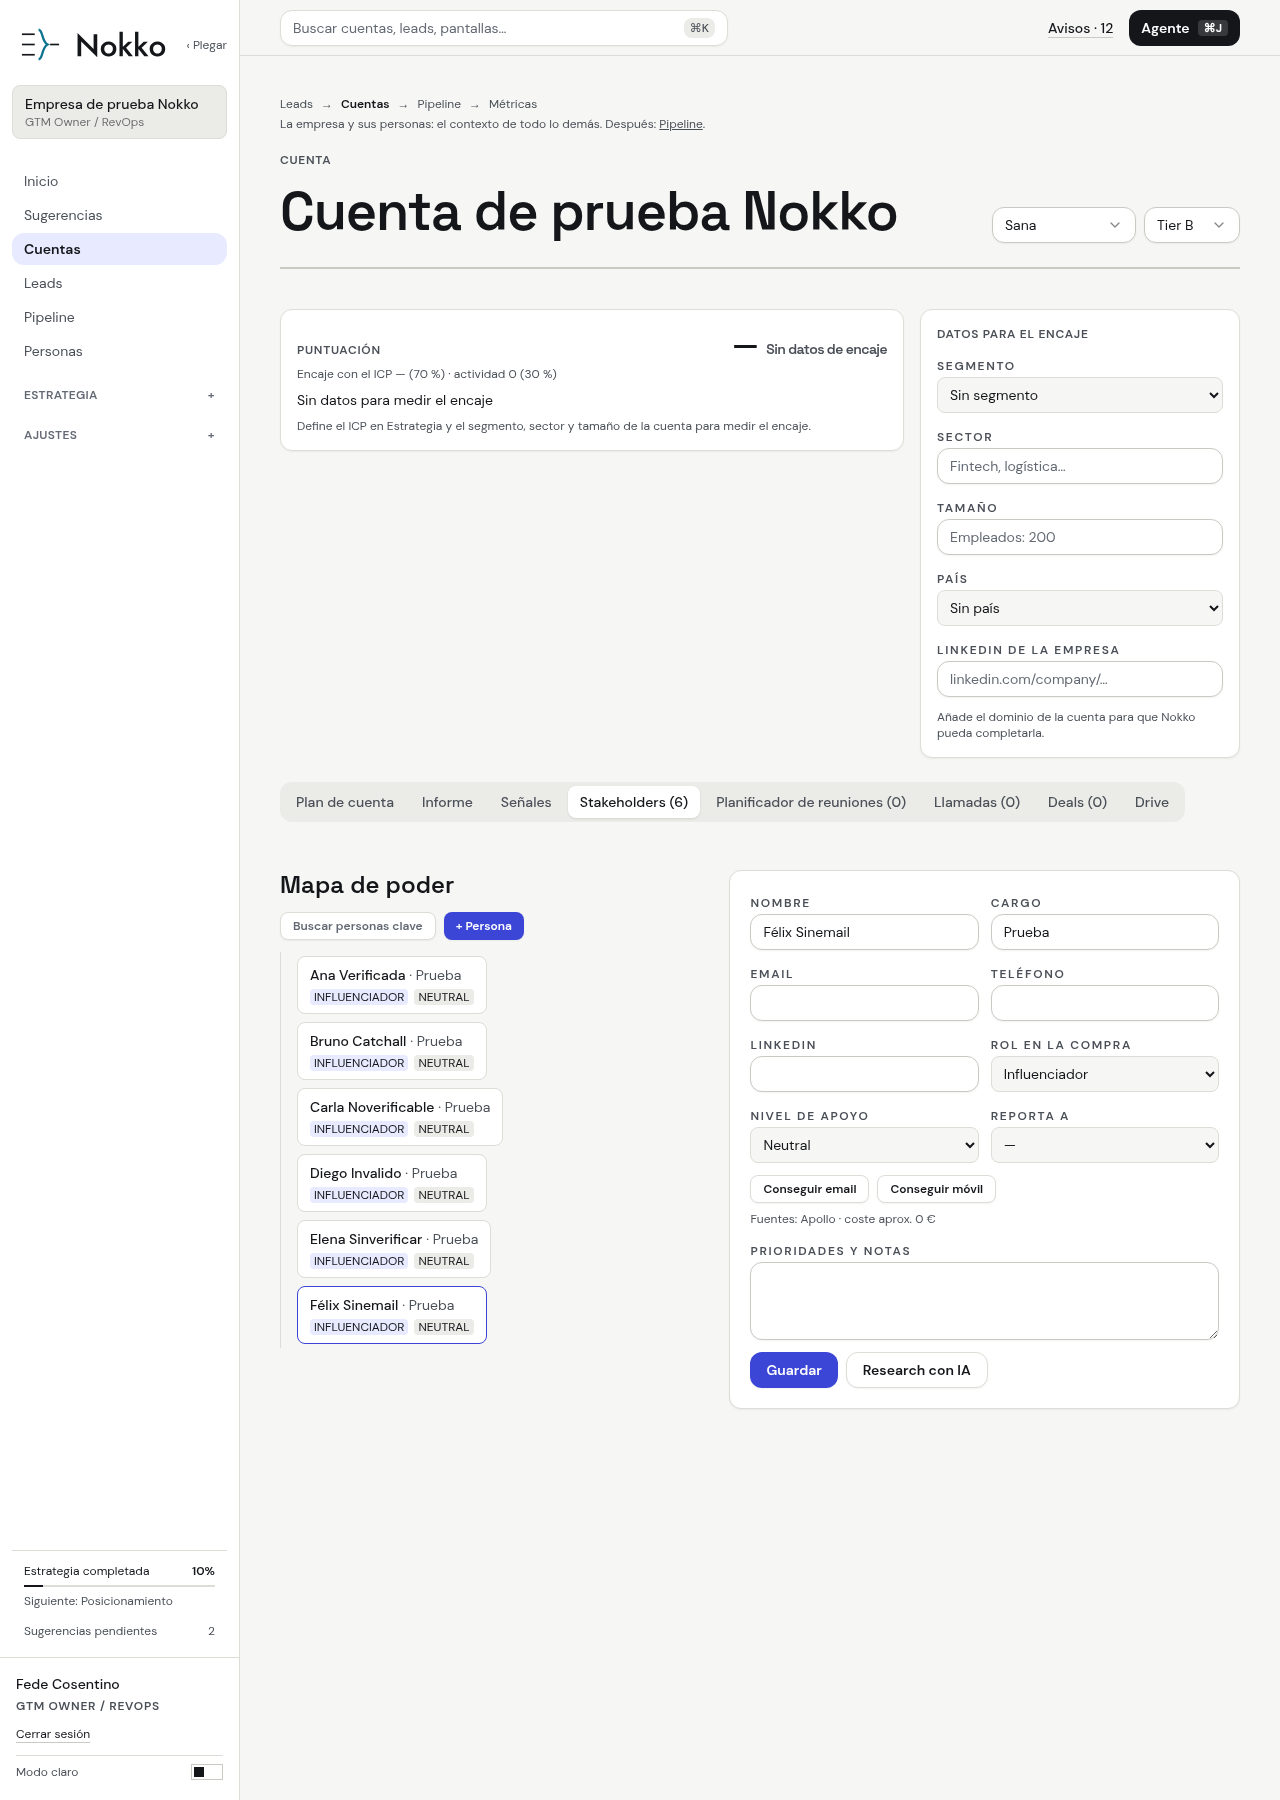 Nokko
‹ Plegar
Empresa de prueba Nokko
GTM Owner / RevOps
Inicio
Sugerencias
Cuentas
Leads
Pipeline
Personas
ESTRATEGIA +
AJUSTES +
Estrategia completada 10%
Siguiente: Posicionamiento
Sugerencias pendientes 2
Fede Cosentino
GTM OWNER / REVOPS
Cerrar sesión
Modo claro
Buscar cuentas, leads, pantallas... ⌘K
Avisos · 12
Agente ⌘J
Leads → Cuentas → Pipeline → Métricas
La empresa y sus personas: el contexto de todo lo demás. Después: Pipeline.
CUENTA
Cuenta de prueba Nokko
Sana
Tier B
PUNTUACIÓN
— Sin datos de encaje
Encaje con el ICP — (70 %) · actividad 0 (30 %)
Sin datos para medir el encaje
Define el ICP en Estrategia y el segmento, sector y tamaño de la cuenta para medir el encaje.
DATOS PARA EL ENCAJE
SEGMENTO
Sin segmento
SECTOR
Fintech, logística...
TAMAÑO
Empleados: 200
PAÍS
Sin país
LINKEDIN DE LA EMPRESA
linkedin.com/company/...
Añade el dominio de la cuenta para que Nokko
pueda completarla.
Plan de cuenta Informe Señales Stakeholders (6) Planificador de reuniones (0) Llamadas (0) Deals (0) Drive
Mapa de poder
Buscar personas clave
+ Persona
Ana Verificada · Prueba
INFLUENCIADOR NEUTRAL
Bruno Catchall · Prueba
INFLUENCIADOR NEUTRAL
Carla Noverificable · Prueba
INFLUENCIADOR NEUTRAL
Diego Invalido · Prueba
INFLUENCIADOR NEUTRAL
Elena Sinverificar · Prueba
INFLUENCIADOR NEUTRAL
Félix Sinemail · Prueba
INFLUENCIADOR NEUTRAL
NOMBRE CARGO
Félix Sinemail Prueba
EMAIL TELÉFONO
LINKEDIN ROL EN LA COMPRA
Influenciador
NIVEL DE APOYO REPORTA A
Neutral —
Conseguir email Conseguir móvil
Fuentes: Apollo · coste aprox. 0 €
PRIORIDADES Y NOTAS
Guardar Research con IA